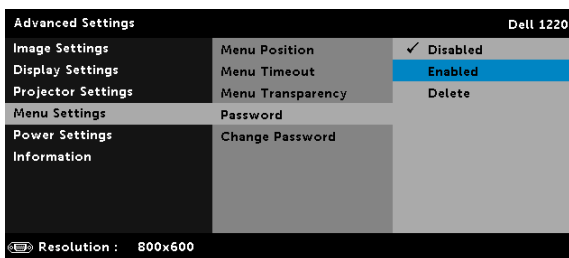 Advanced Settings Dell 1220
Image Settings Menu Position ✓ Disabled
Display Settings Menu Timeout Enabled
Projector Settings Menu Transparency Delete
Menu Settings Password
Power Settings Change Password
Information
Resolution : 800x600